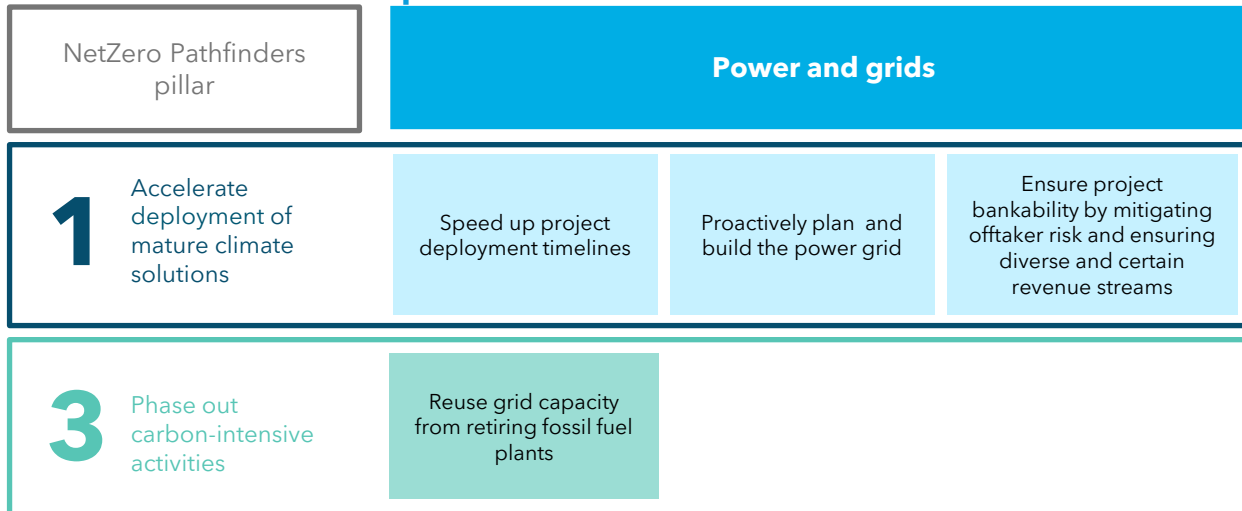 NetZero Pathfinders
pillar
Power and grids
1
Accelerate
deployment of
mature climate
solutions
Speed up project
deployment timelines
Proactively plan and
build the power grid
Ensure project
bankability by mitigating
offtaker risk and ensuring
diverse and certain
revenue streams
3
Phase out
carbon-intensive
activities
Reuse grid capacity
from retiring fossil fuel
plants